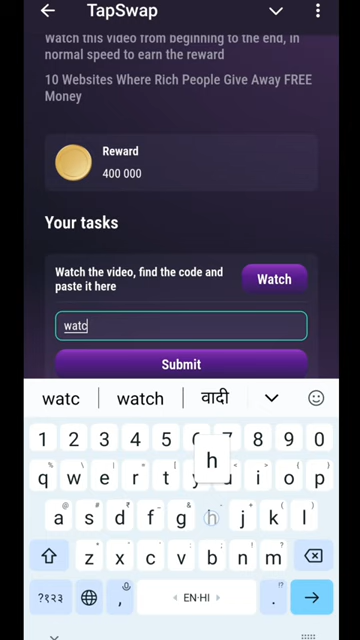 TapSwap
Watch this video from beginning to the end, in
normal speed to earn the reward
10 Websites Where Rich People Give Away FREE
Money
Reward
400 000
Your tasks
Watch the video, find the code and
paste it here
Watch
watc
Submit
watc watch वादी
1 2 3 4 5 6 7 8 9 0
q w e r t y u i o p
h
a s d f g h j k l
z x c v b n m
?१२३ , EN·HI .